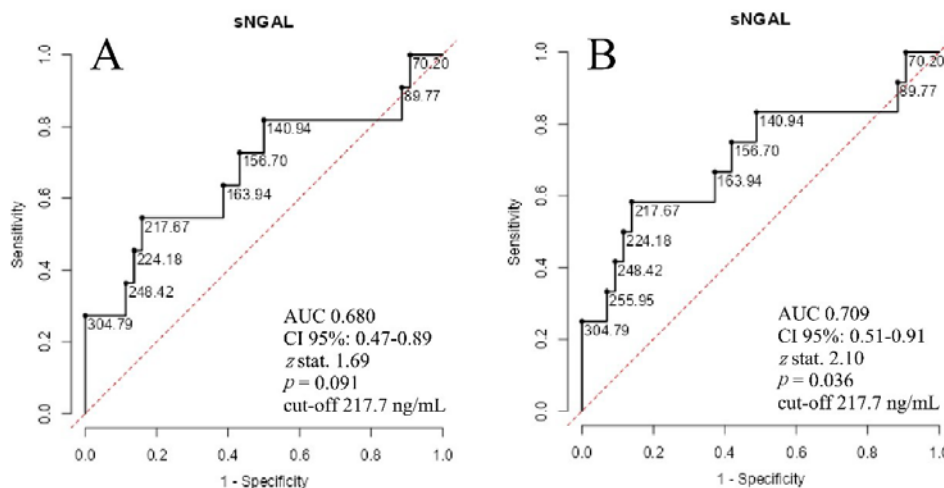 sNGAL
A
1.0
0.8
0.6
0.4
0.2
0.0
Sensitivity
70.20
89.77
140.94
156.70
163.94
217.67
224.18
248.42
304.79
AUC 0.680
CI 95%: 0.47-0.89
z stat. 1.69
p = 0.091
cut-off 217.7 ng/mL
0.0 0.2 0.4 0.6 0.8 1.0
1 - Specificity
sNGAL
B
1.0
0.8
0.6
0.4
0.2
0.0
Sensitivity
70.20
89.77
140.94
156.70
163.94
217.67
224.18
248.42
255.95
304.79
AUC 0.709
CI 95%: 0.51-0.91
z stat. 2.10
p = 0.036
cut-off 217.7 ng/mL
0.0 0.2 0.4 0.6 0.8 1.0
1 - Specificity